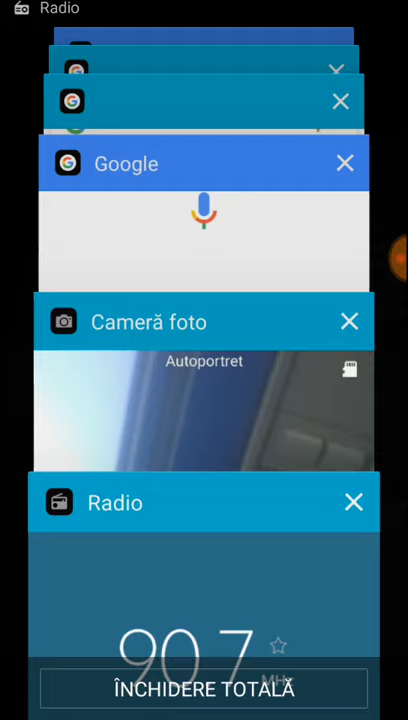 Radio
Google
Cameră foto
Autoportret
Radio
90.7
MHz
ÎNCHIDERE TOTALĂ